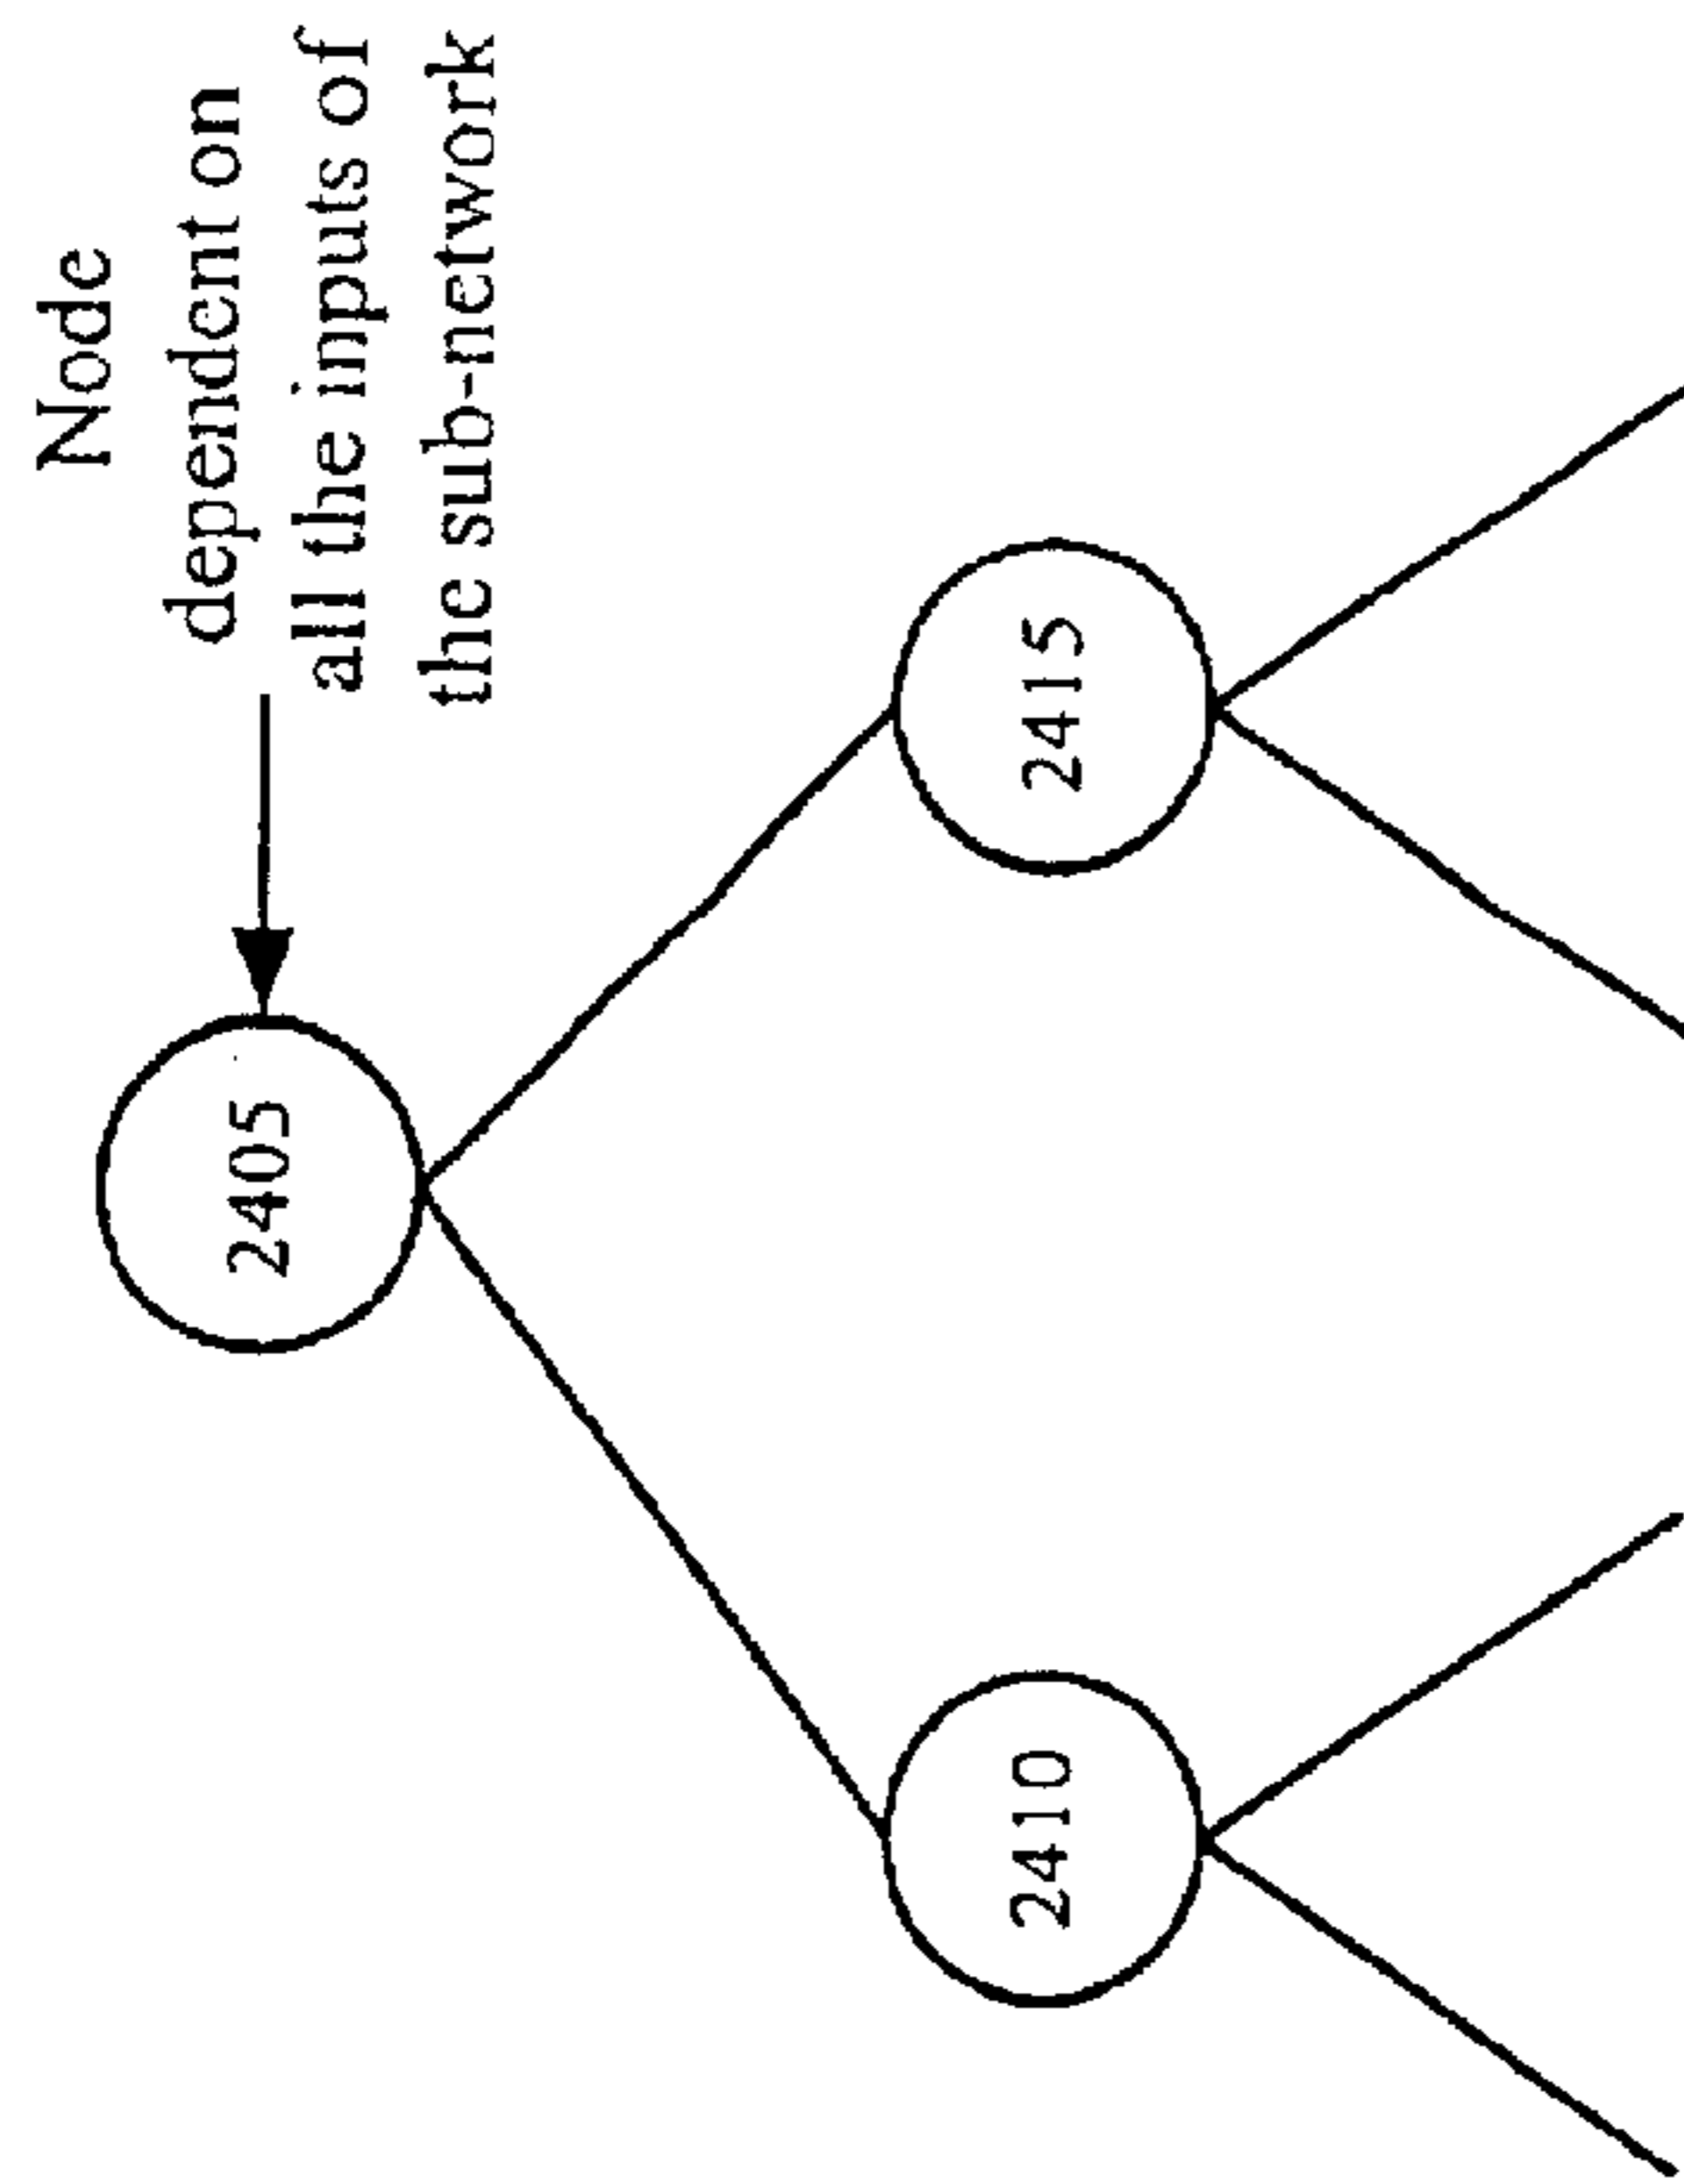 Node
dependent on
all the inputs of
the sub-network
2405
2410
2415